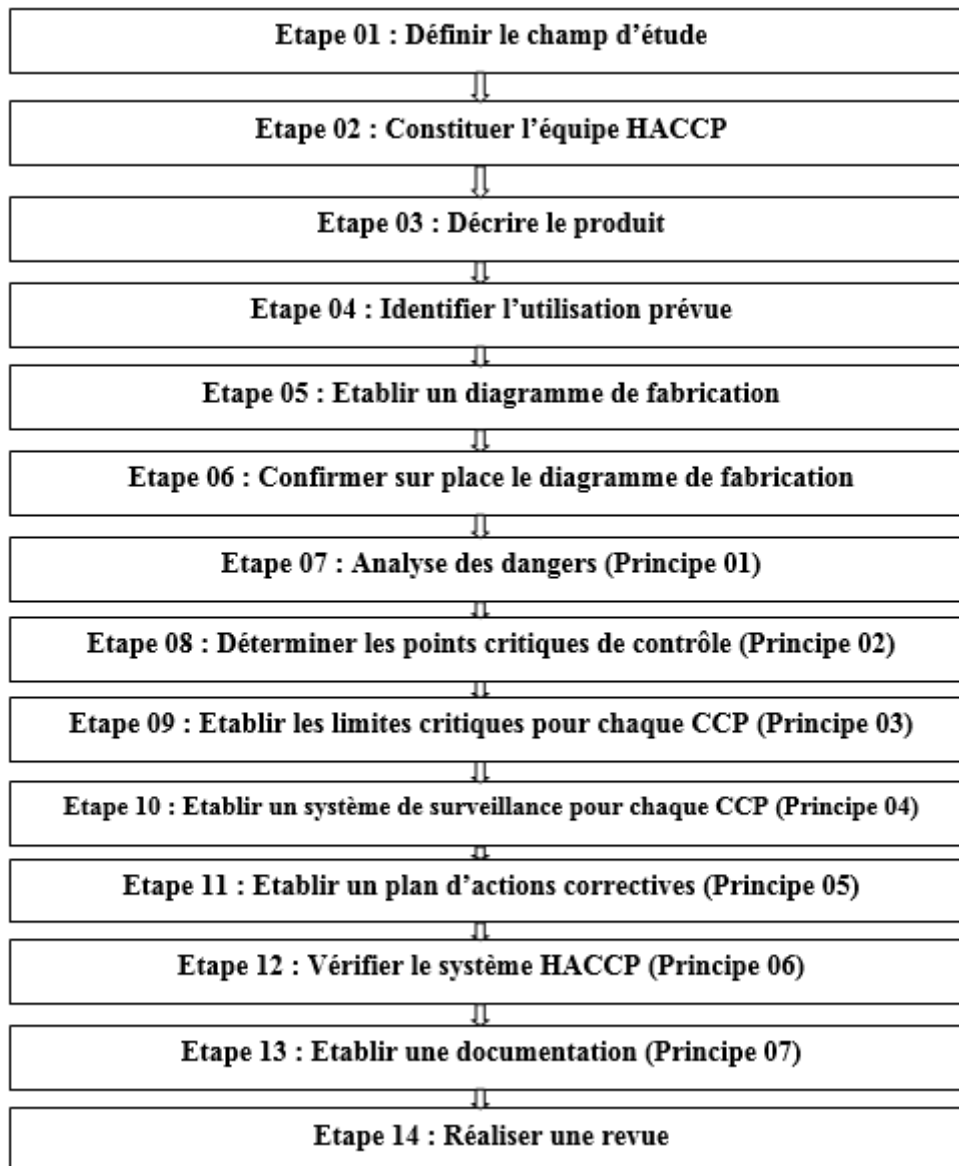 Etape 01 : Définir le champ d’étude
Etape 02 : Constituer l’équipe HACCP
Etape 03 : Décrire le produit
Etape 04 : Identifier l’utilisation prévue
Etape 05 : Etablir un diagramme de fabrication
Etape 06 : Confirmer sur place le diagramme de fabrication
Etape 07 : Analyse des dangers (Principe 01)
Etape 08 : Déterminer les points critiques de contrôle (Principe 02)
Etape 09 : Etablir les limites critiques pour chaque CCP (Principe 03)
Etape 10 : Etablir un système de surveillance pour chaque CCP (Principe 04)
Etape 11 : Etablir un plan d’actions correctives (Principe 05)
Etape 12 : Vérifier le système HACCP (Principe 06)
Etape 13 : Etablir une documentation (Principe 07)
Etape 14 : Réaliser une revue